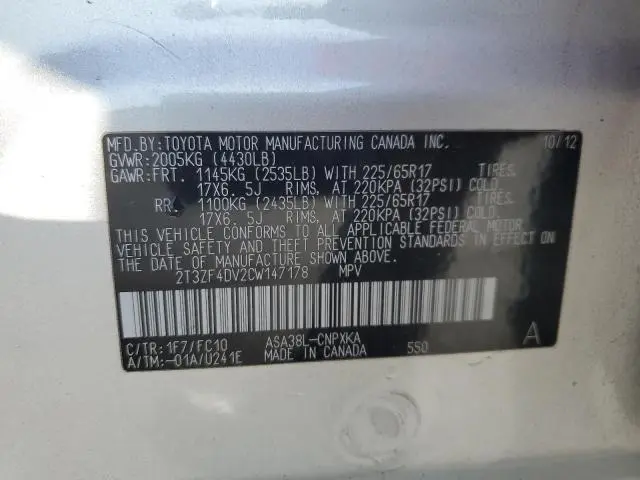 MFD.BY:TOYOTA MOTOR MANUFACTURING CANADA INC. 10/12
GVWR:2005KG (4430LB)
GAWR:FRT. 1145KG (2535LB) WITH 225/65R17 TIRES,
17X6.5J RIMS, AT 220KPA (32PSI) COLD.
RR. 1100KG (2435LB) WITH 225/65R17 TIRES,
17X6.5J RIMS, AT 220KPA (32PSI) COLD.
THIS VEHICLE CONFORMS TO ALL APPLICABLE FEDERAL MOTOR
VEHICLE SAFETY AND THEFT PREVENTION STANDARDS IN EFFECT ON
THE DATE OF MANUFACTURE SHOWN ABOVE.
2T3ZF4DV2CW147178 MPV
C/TR:1F7/FC10 ASA38L-CNPXKA A
A/TM:-01A/U241E MADE IN CANADA 550